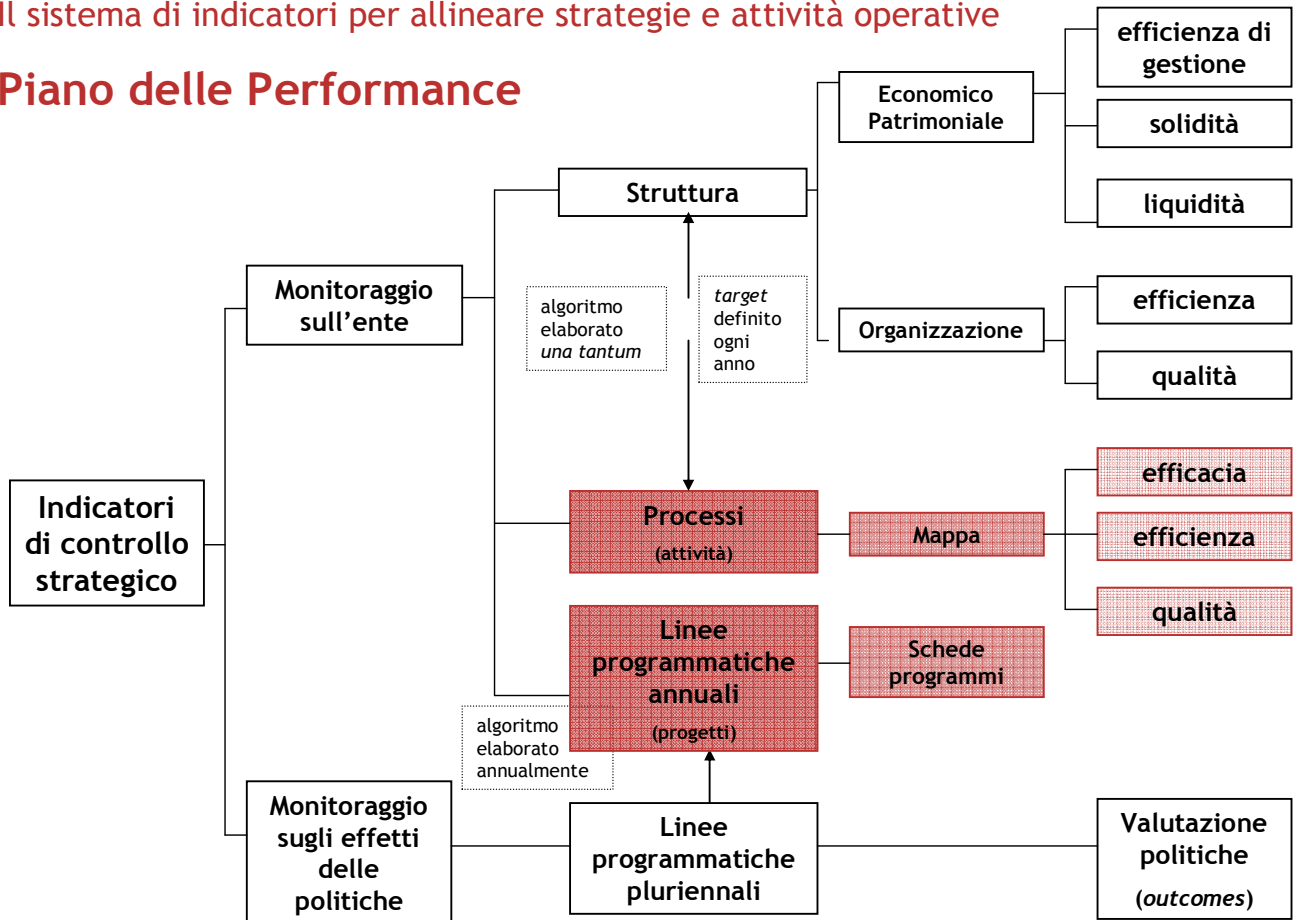 Il sistema di indicatori per allineare strategie e attività operative
Piano delle Performance
efficienza di
gestione
Economico
Patrimoniale
solidità
Struttura
liquidità
Monitoraggio
sull'ente
algoritmo
elaborato
una tantum
target
definito
ogni
anno
Organizzazione
efficienza
qualità
Indicatori
di controllo
strategico
Processi
(attività)
Mappa
efficacia
efficienza
qualità
Linee
programmatiche
annuali
(progetti)
Schede
programmi
algoritmo
elaborato
annualmente
Monitoraggio
sugli effetti
delle
politiche
Linee
programmatiche
pluriennali
Valutazione
politiche
(outcomes)